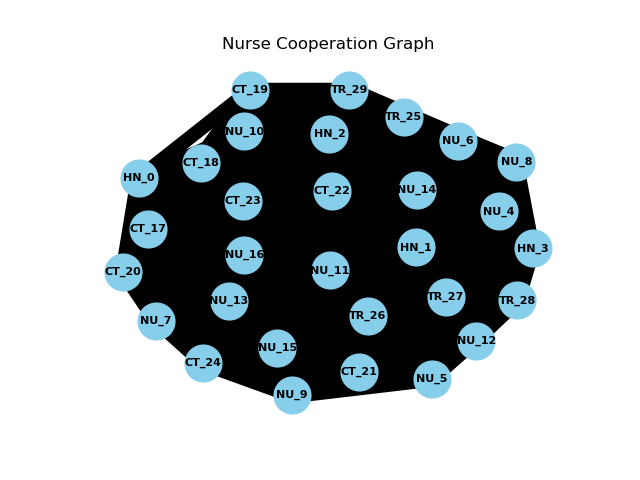 Nurse Cooperation Graph
CT_19
TR_29
TR_25
NU_10
HN_2
NU_6
CT_18
NU_8
HN_0
CT_22
NU_14
CT_23
NU_4
CT_17
HN_1
HN_3
NU_16
NU_11
CT_20
TR_27
NU_13
TR_28
TR_26
NU_7
NU_12
NU_15
CT_24
CT_21
NU_5
NU_9